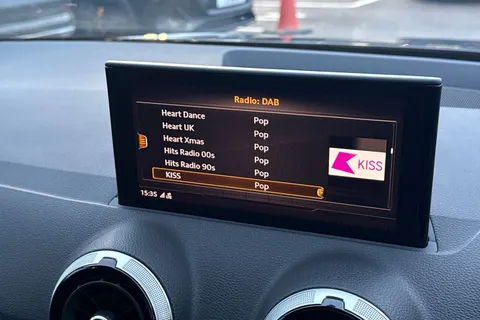 Radio: DAB
Heart Dance Pop
Heart UK Pop
Heart Xmas Pop
Hits Radio 00s Pop
Hits Radio 90s Pop
KISS Pop
KISS
15:35